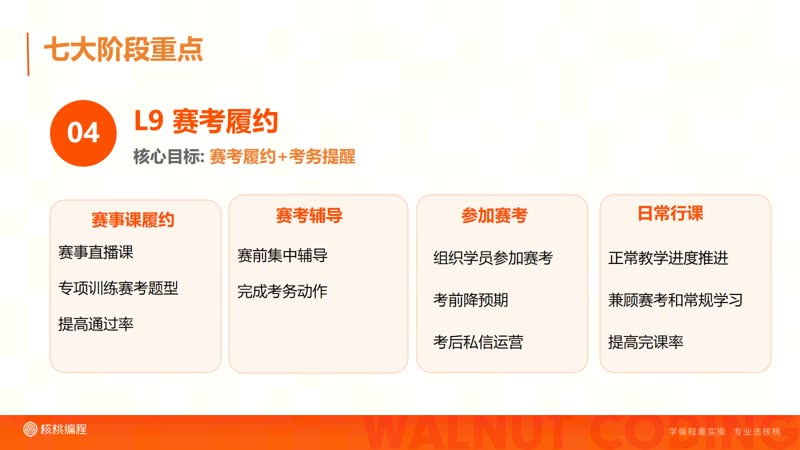 七大阶段重点
04
L9 赛考履约
核心目标: 赛考履约+考务提醒
赛事课履约
赛事直播课
专项训练赛考题型
提高通过率
赛考辅导
赛前集中辅导
完成考务动作
参加赛考
组织学员参加赛考
考前降预期
考后私信运营
日常行课
正常教学进度推进
兼顾赛考和常规学习
提高完课率
核桃编程
WALNUT CODING
学编程重实操 专业选核桃